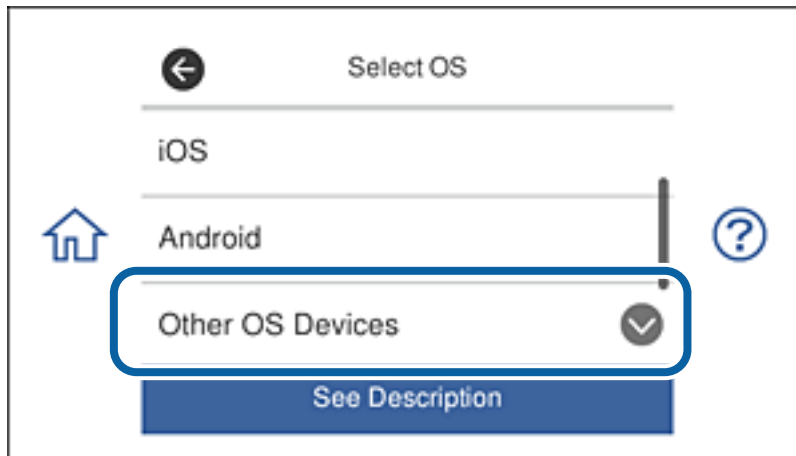 Select OS
iOS
Android
Other OS Devices
See Description